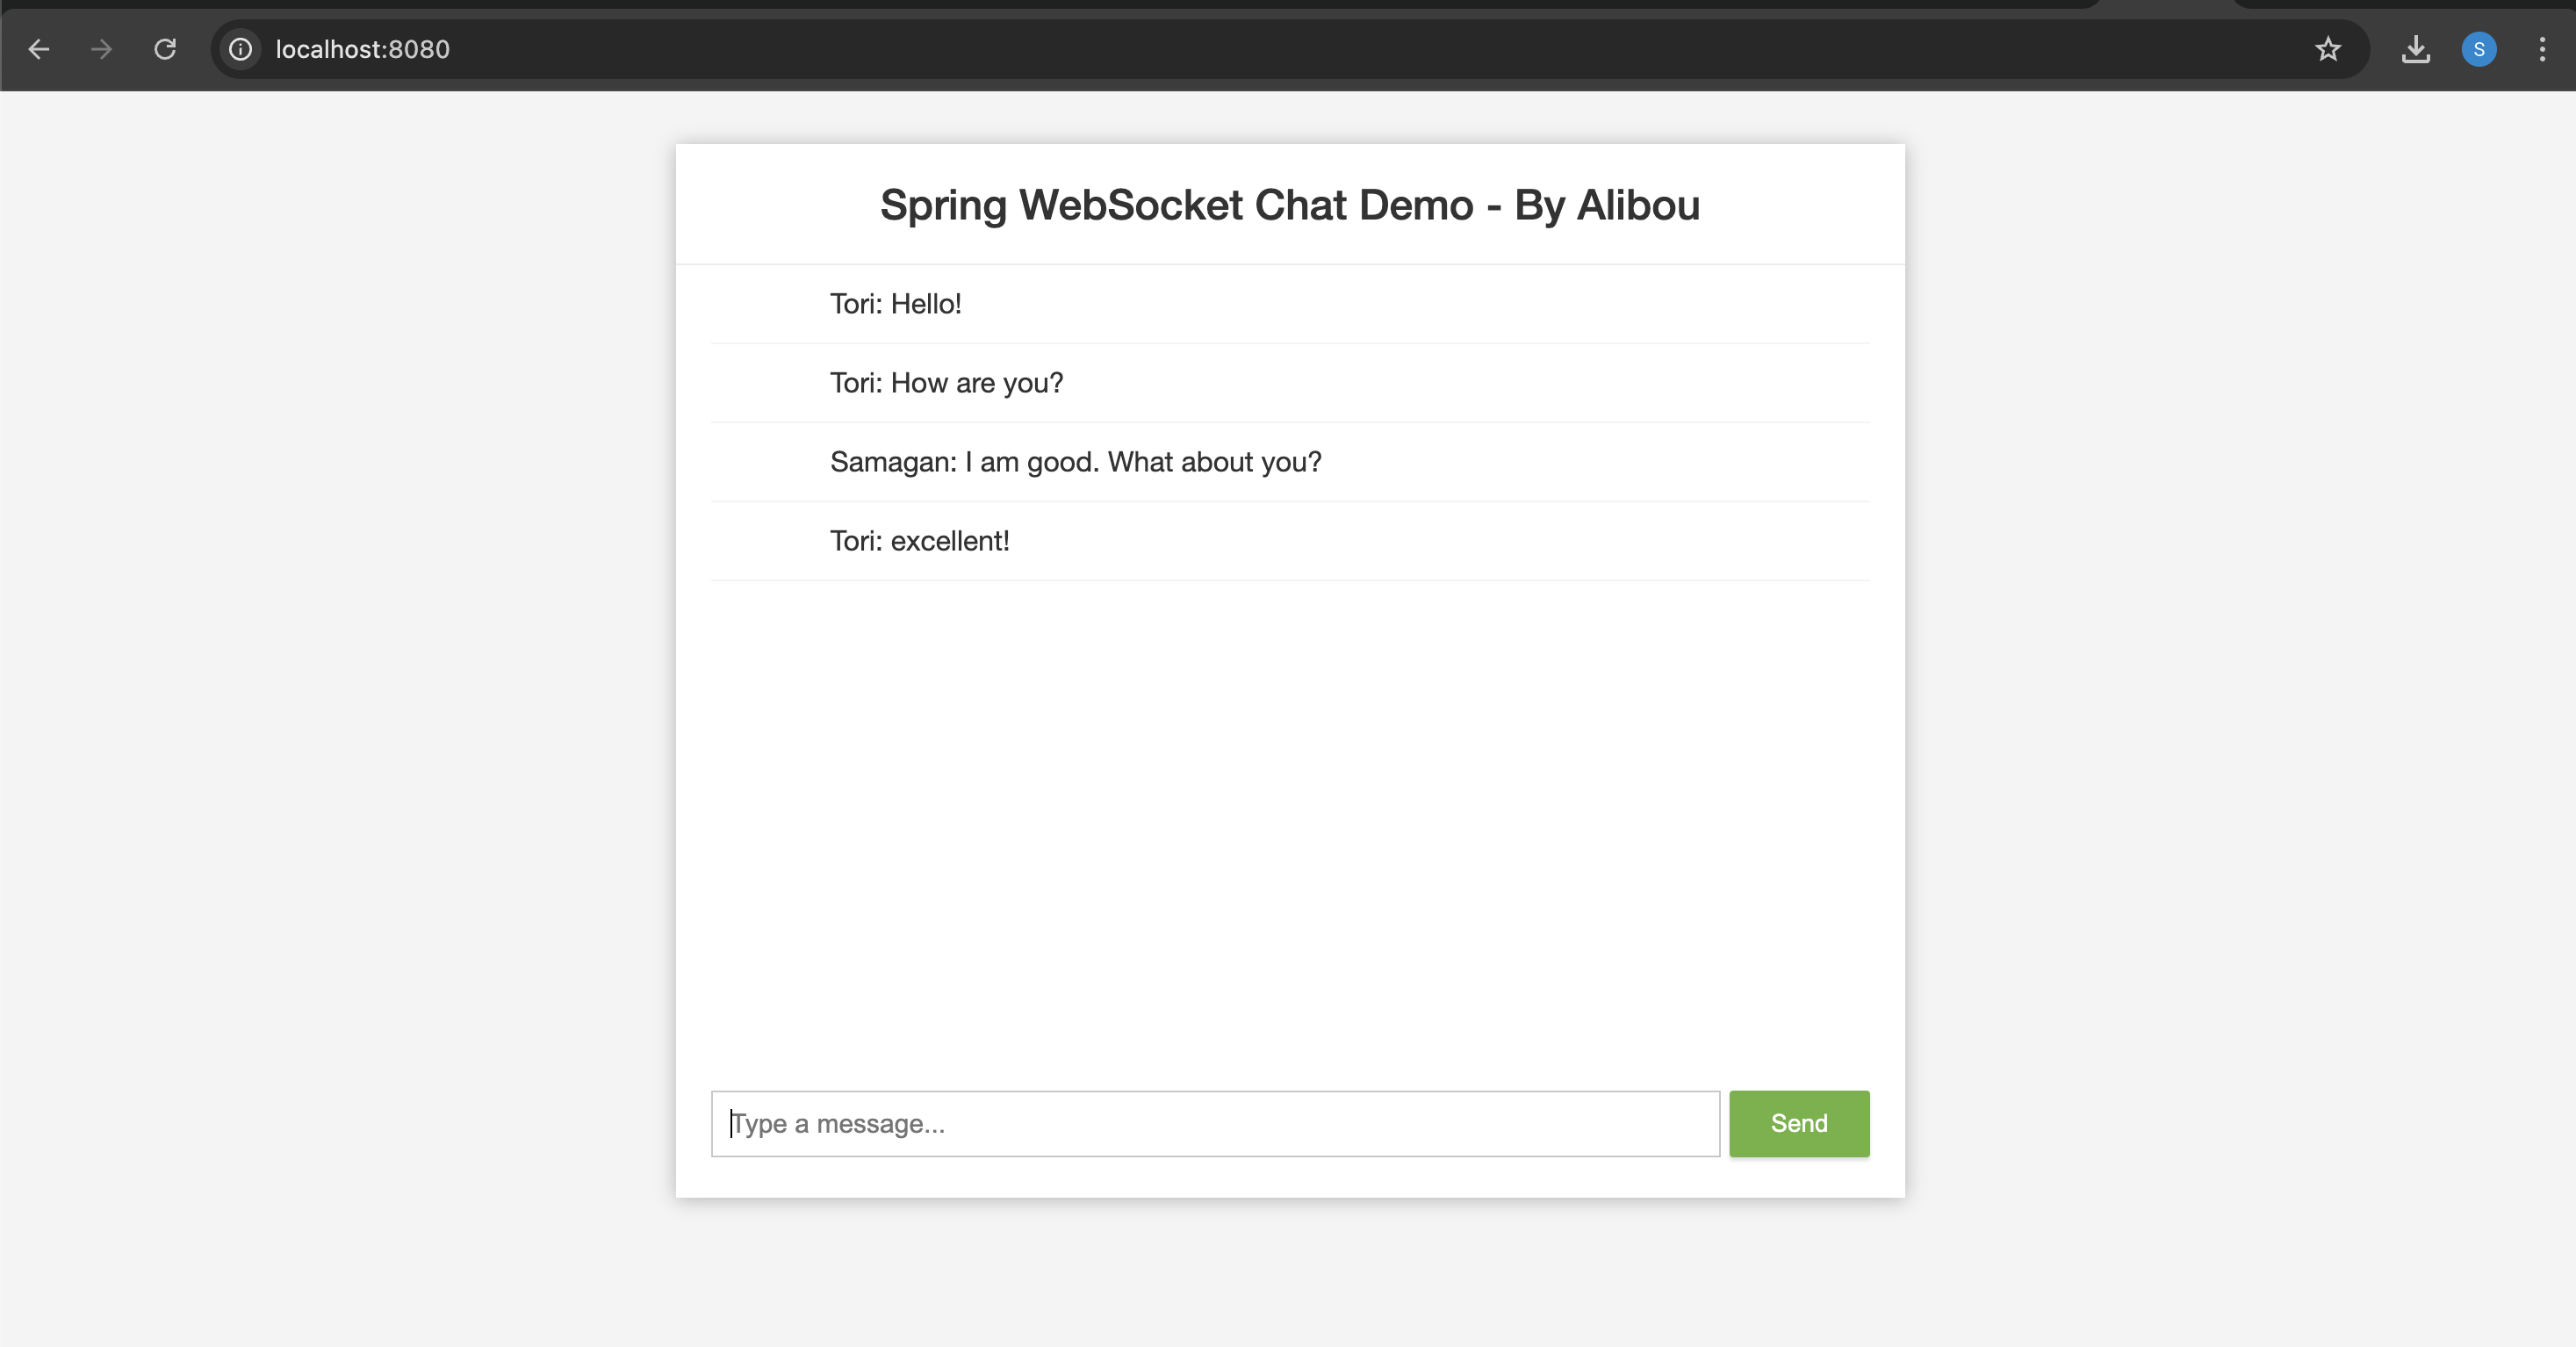 localhost:8080
S
Spring WebSocket Chat Demo - By Alibou
Tori: Hello!
Tori: How are you?
Samagan: I am good. What about you?
Tori: excellent!
Type a message...
Send